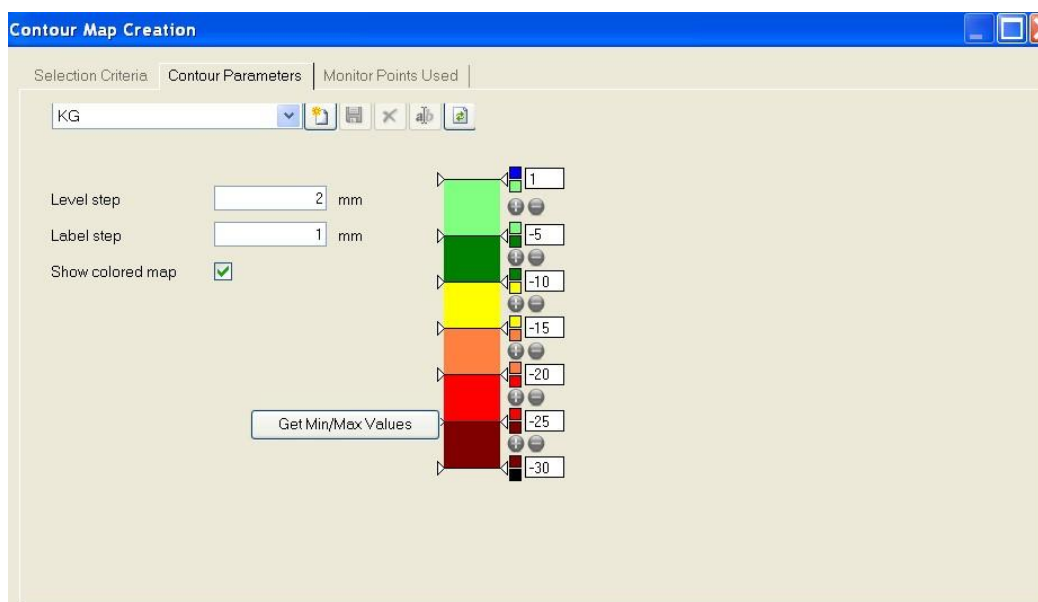 Contour Map Creation
Selection Criteria Contour Parameters Monitor Points Used
KG
1
Level step 2 mm
Label step 1 mm
-5
Show colored map
-10
-15
-20
Get Min/Max Values
-25
-30